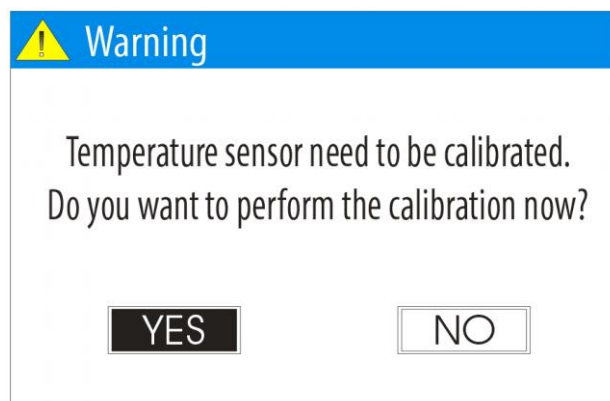 Warning
Temperature sensor need to be calibrated.
Do you want to perform the calibration now?
YES NO